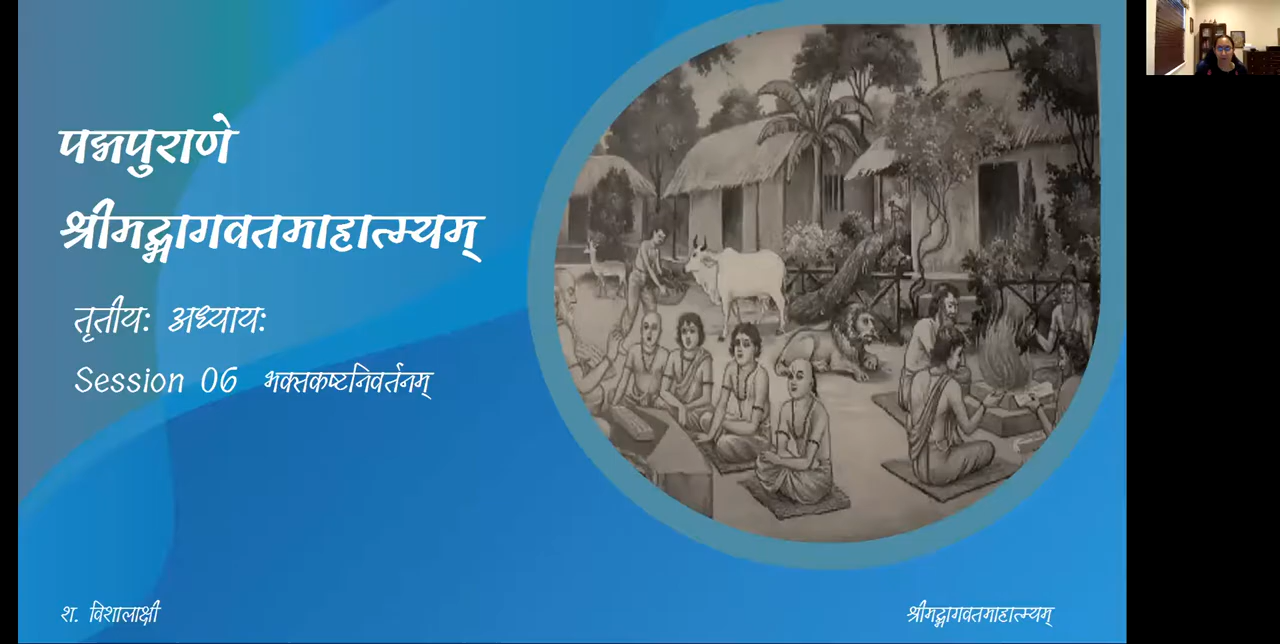 पद्मपुराणे
श्रीमद्भागवतमाहात्म्यम्
तृतीयः अध्यायः
Session 06 भक्तकष्टनिवर्तनम्
श. विशालाक्षी
श्रीमद्भागवतमाहात्म्यम्